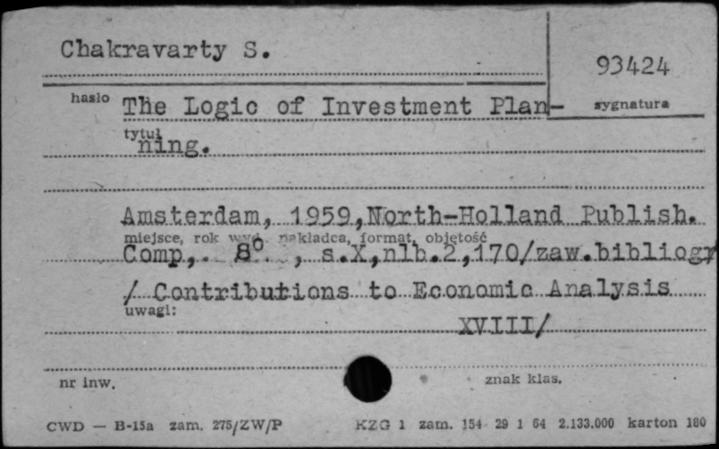 Chakravarty S.
93424
hasło The Logic of Investment Plan- sygnatura
tytuł
ning.
Amsterdam, 1959, North-Holland Publish.
miejsce, rok wyd. nakładca, format, objętość
Comp,. 8°. , s.X,nlb.2,170/zaw.bibliogr
/ Contributions to Economic Analysis
uwagi:
XVIII/
nr inw. znak klas.
CWD — B-15a zam. 275/ZW/P KZG 1 zam. 154 29 1 64 2.133.000 karton 180